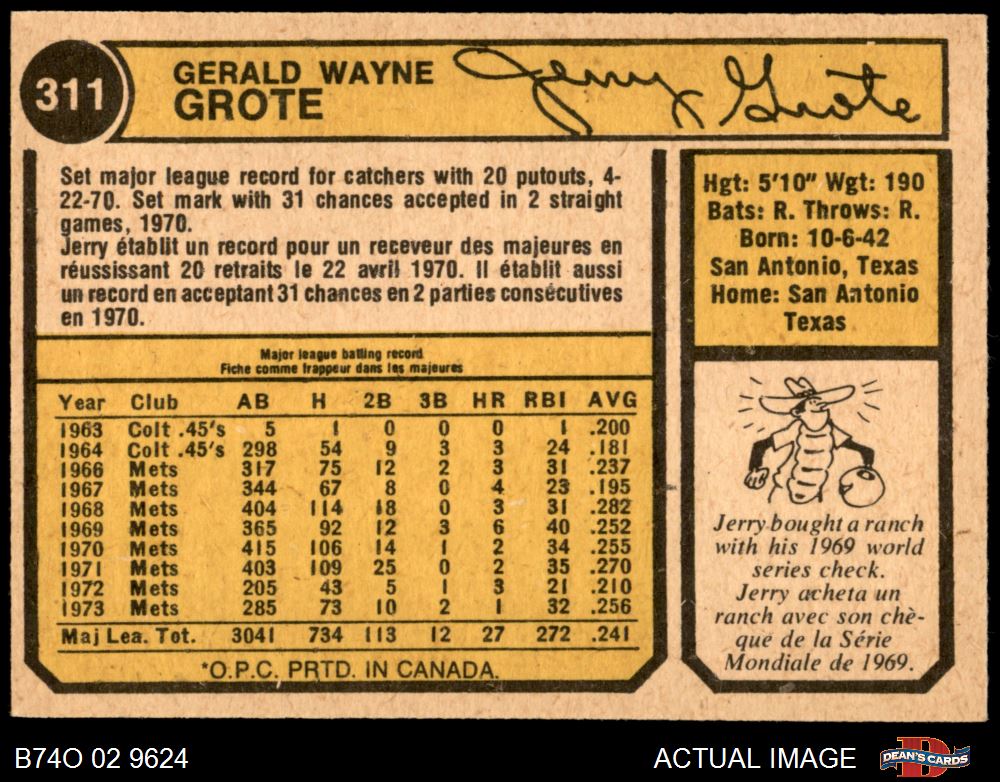 311
GERALD WAYNE
GROTE
Jerry Grote
Set major league record for catchers with 20 putouts, 4-
22-70. Set mark with 31 chances accepted in 2 straight
games, 1970.
Jerry établit un record pour un receveur des majeures en
réussissant 20 retraits le 22 avril 1970. Il établit aussi
un record en acceptant 31 chances en 2 parties consécutives
en 1970.
Major league batting record
Fiche comme frappeur dans les majeures
Year Club AB H 2B 3B HR RBI AVG
1963 Colt .45's 5 1 0 0 0 1 .200
1964 Colt .45's 298 54 9 3 3 24 .181
1966 Mets 317 75 12 2 3 31 .237
1967 Mets 344 67 8 0 4 23 .195
1968 Mets 404 114 18 0 3 31 .282
1969 Mets 365 92 12 3 6 40 .252
1970 Mets 415 106 14 1 2 34 .255
1971 Mets 403 109 25 0 2 35 .270
1972 Mets 205 43 5 1 3 21 .210
1973 Mets 285 73 10 2 1 32 .256
Maj Lea. Tot. 3041 734 113 12 27 272 .241
*O.P.C. PRTD. IN CANADA.
Hgt: 5'10" Wgt: 190
Bats: R. Throws: R.
Born: 10-6-42
San Antonio, Texas
Home: San Antonio
Texas
Jerry bought a ranch
with his 1969 world
series check.
Jerry acheta un
ranch avec son chè-
que de la Série
Mondiale de 1969.
B74O 02 9624
ACTUAL IMAGE
DEAN'S CARDS